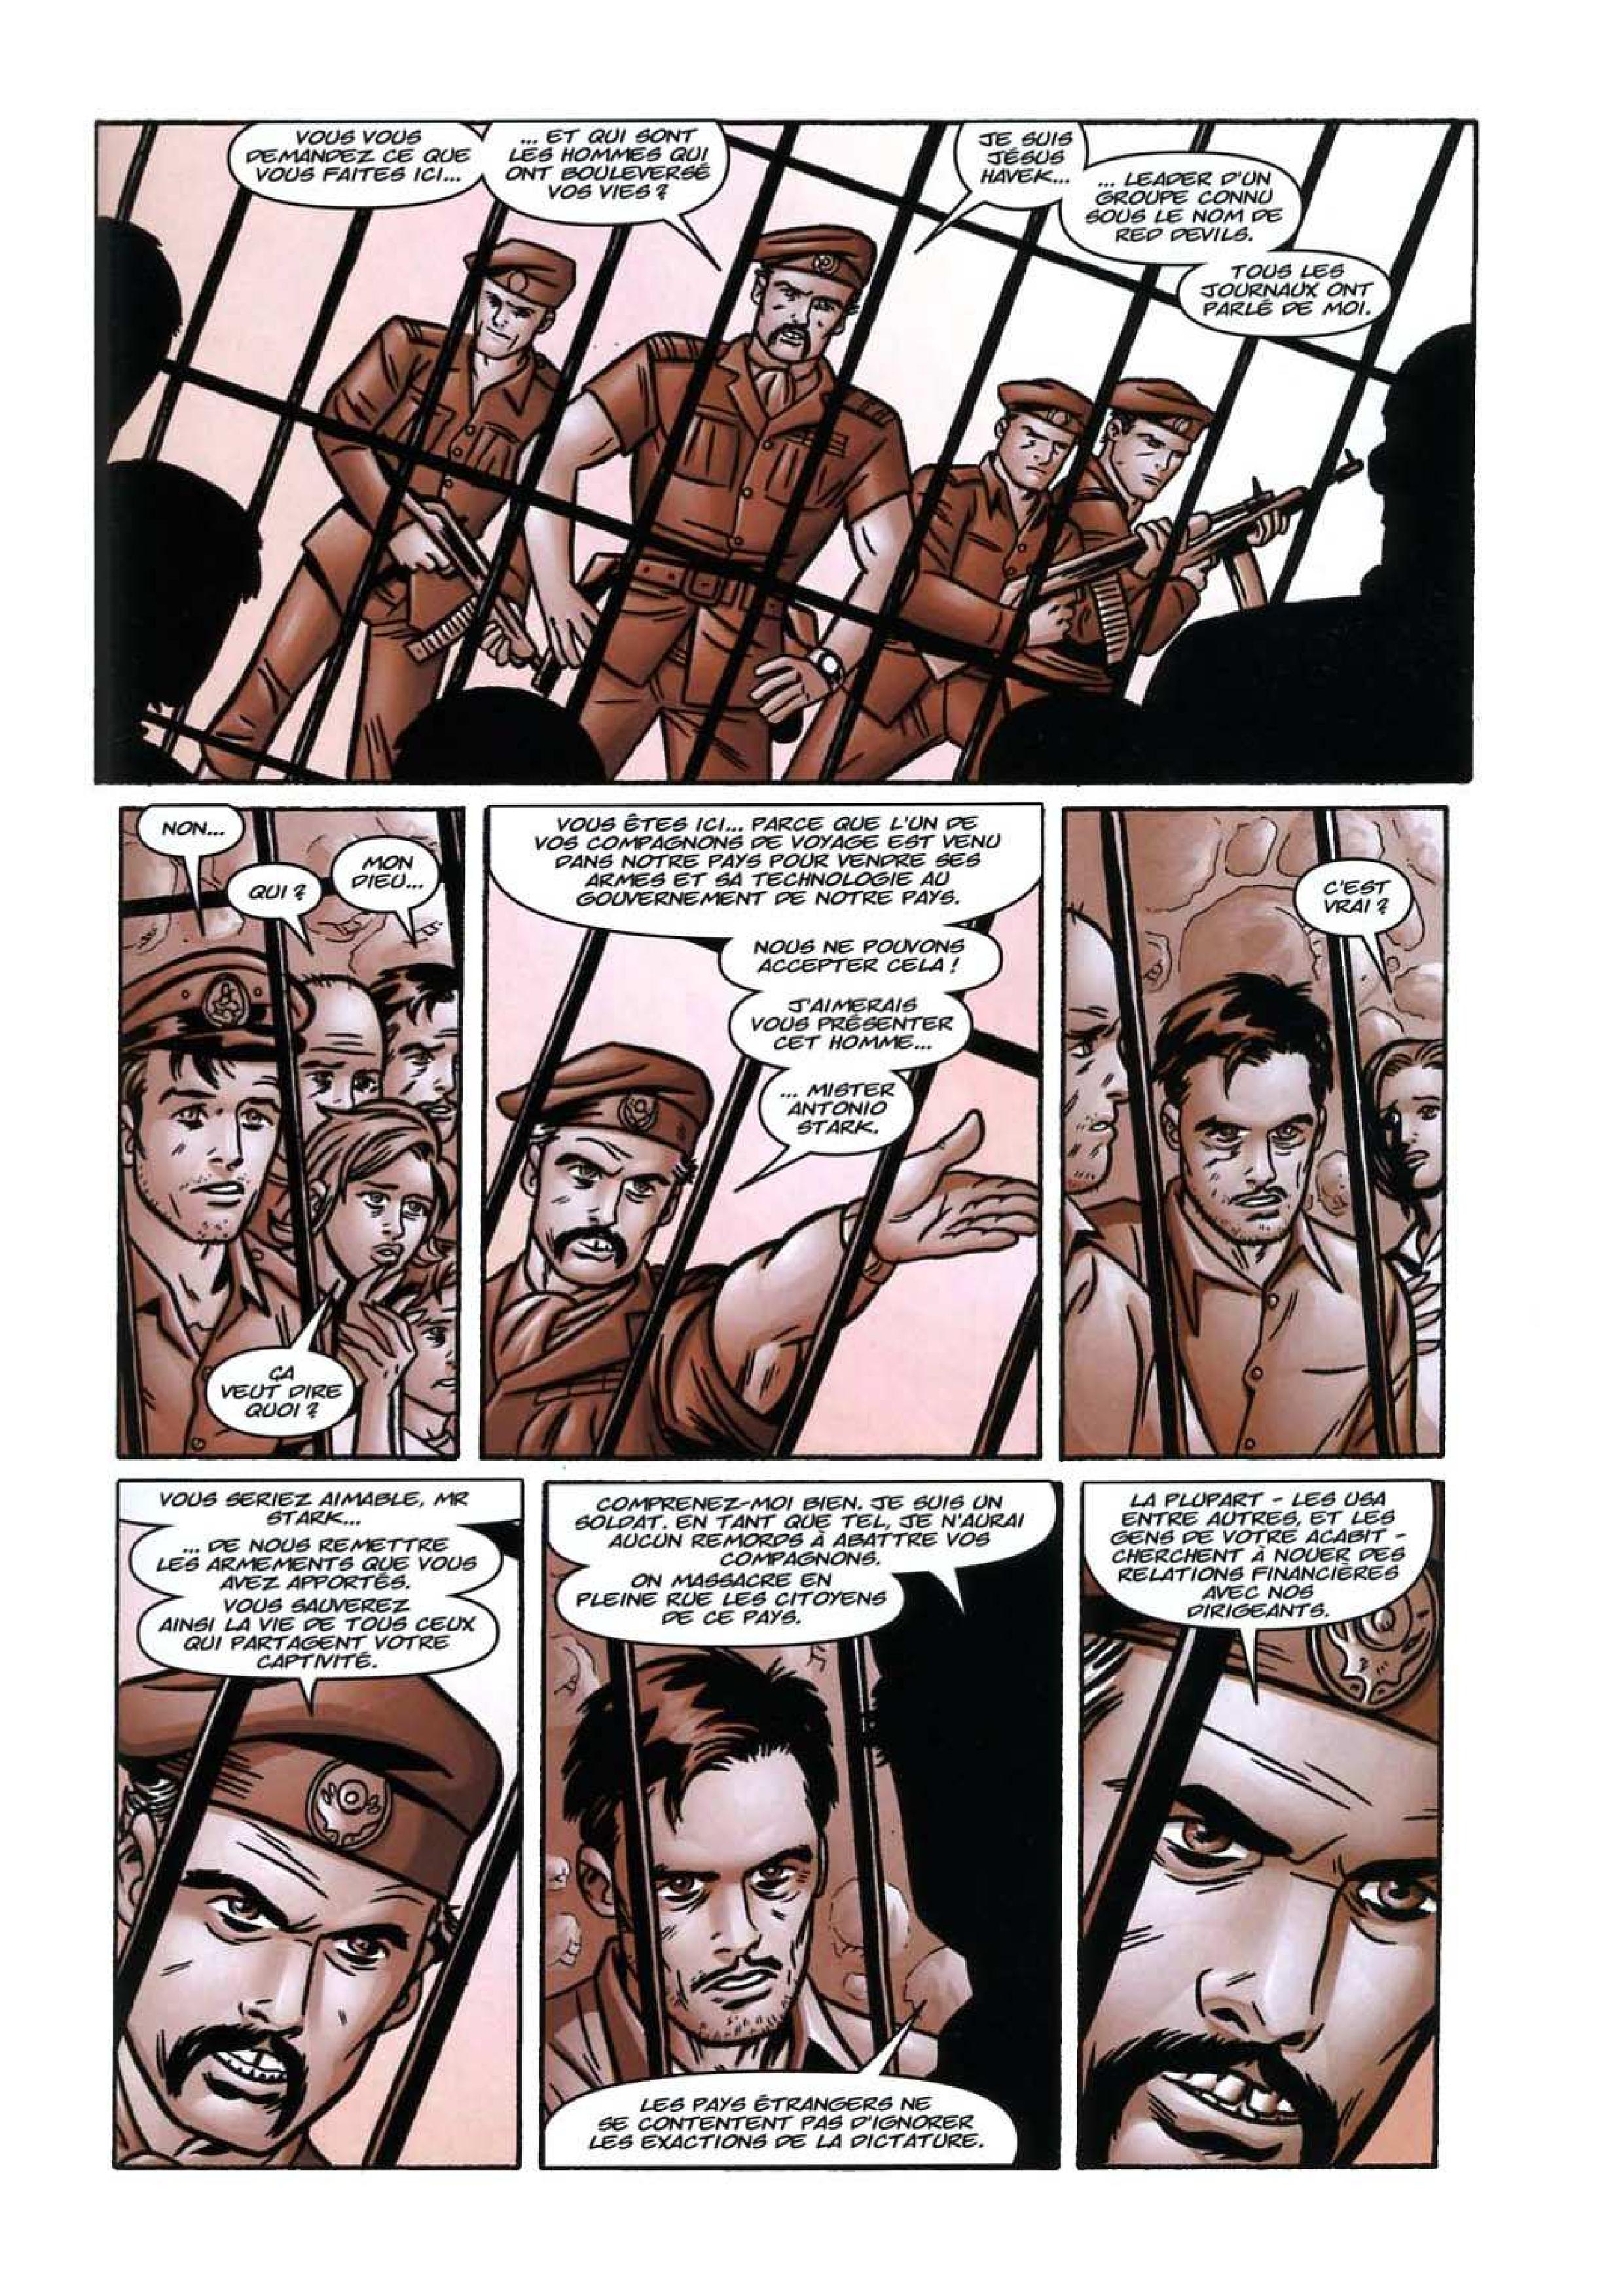 VOUS VOUS
DEMANDEZ CE QUE
VOUS FAITES ICI...
... ET QUI SONT
LES HOMMES QUI
ONT BOULEVERSÉ
VOS VIES ?
JE SUIS
JÉSUS
HAVEK...
... LEADER D'UN
GROUPE CONNU
SOUS LE NOM DE
RED DEVILS.
TOUS LES
JOURNAUX ONT
PARLÉ DE MOI.
NON...
QUI ?
MON
DIEU...
ÇA
VEUT DIRE
QUOI ?
VOUS ÊTES ICI... PARCE QUE L'UN DE
VOS COMPAGNONS DE VOYAGE EST VENU
DANS NOTRE PAYS POUR VENDRE SES
ARMES ET SA TECHNOLOGIE AU
GOUVERNEMENT DE NOTRE PAYS.
NOUS NE POUVONS
ACCEPTER CELA !
J'AIMERAIS
VOUS PRÉSENTER
CET HOMME...
... MISTER
ANTONIO
STARK.
C'EST
VRAI ?
VOUS SERIEZ AIMABLE, MR
STARK...
... DE NOUS REMETTRE
LES ARMEMENTS QUE VOUS
AVEZ APPORTÉS.
VOUS SAUVEREZ
AINSI LA VIE DE TOUS CEUX
QUI PARTAGENT VOTRE
CAPTIVITÉ.
COMPRENEZ-MOI BIEN. JE SUIS UN
SOLDAT. EN TANT QUE TEL, JE N'AURAI
AUCUN REMORDS À ABATTRE VOS
COMPAGNONS.
ON MASSACRE EN
PLEINE RUE LES CITOYENS
DE CE PAYS.
LES PAYS ÉTRANGERS NE
SE CONTENTENT PAS D'IGNORER
LES EXACTIONS DE LA DICTATURE.
LA PLUPART - LES USA
ENTRE AUTRES, ET LES
GENS DE VOTRE ACABIT -
CHERCHENT À NOUER DES
RELATIONS FINANCIÈRES
AVEC NOS
DIRIGEANTS.